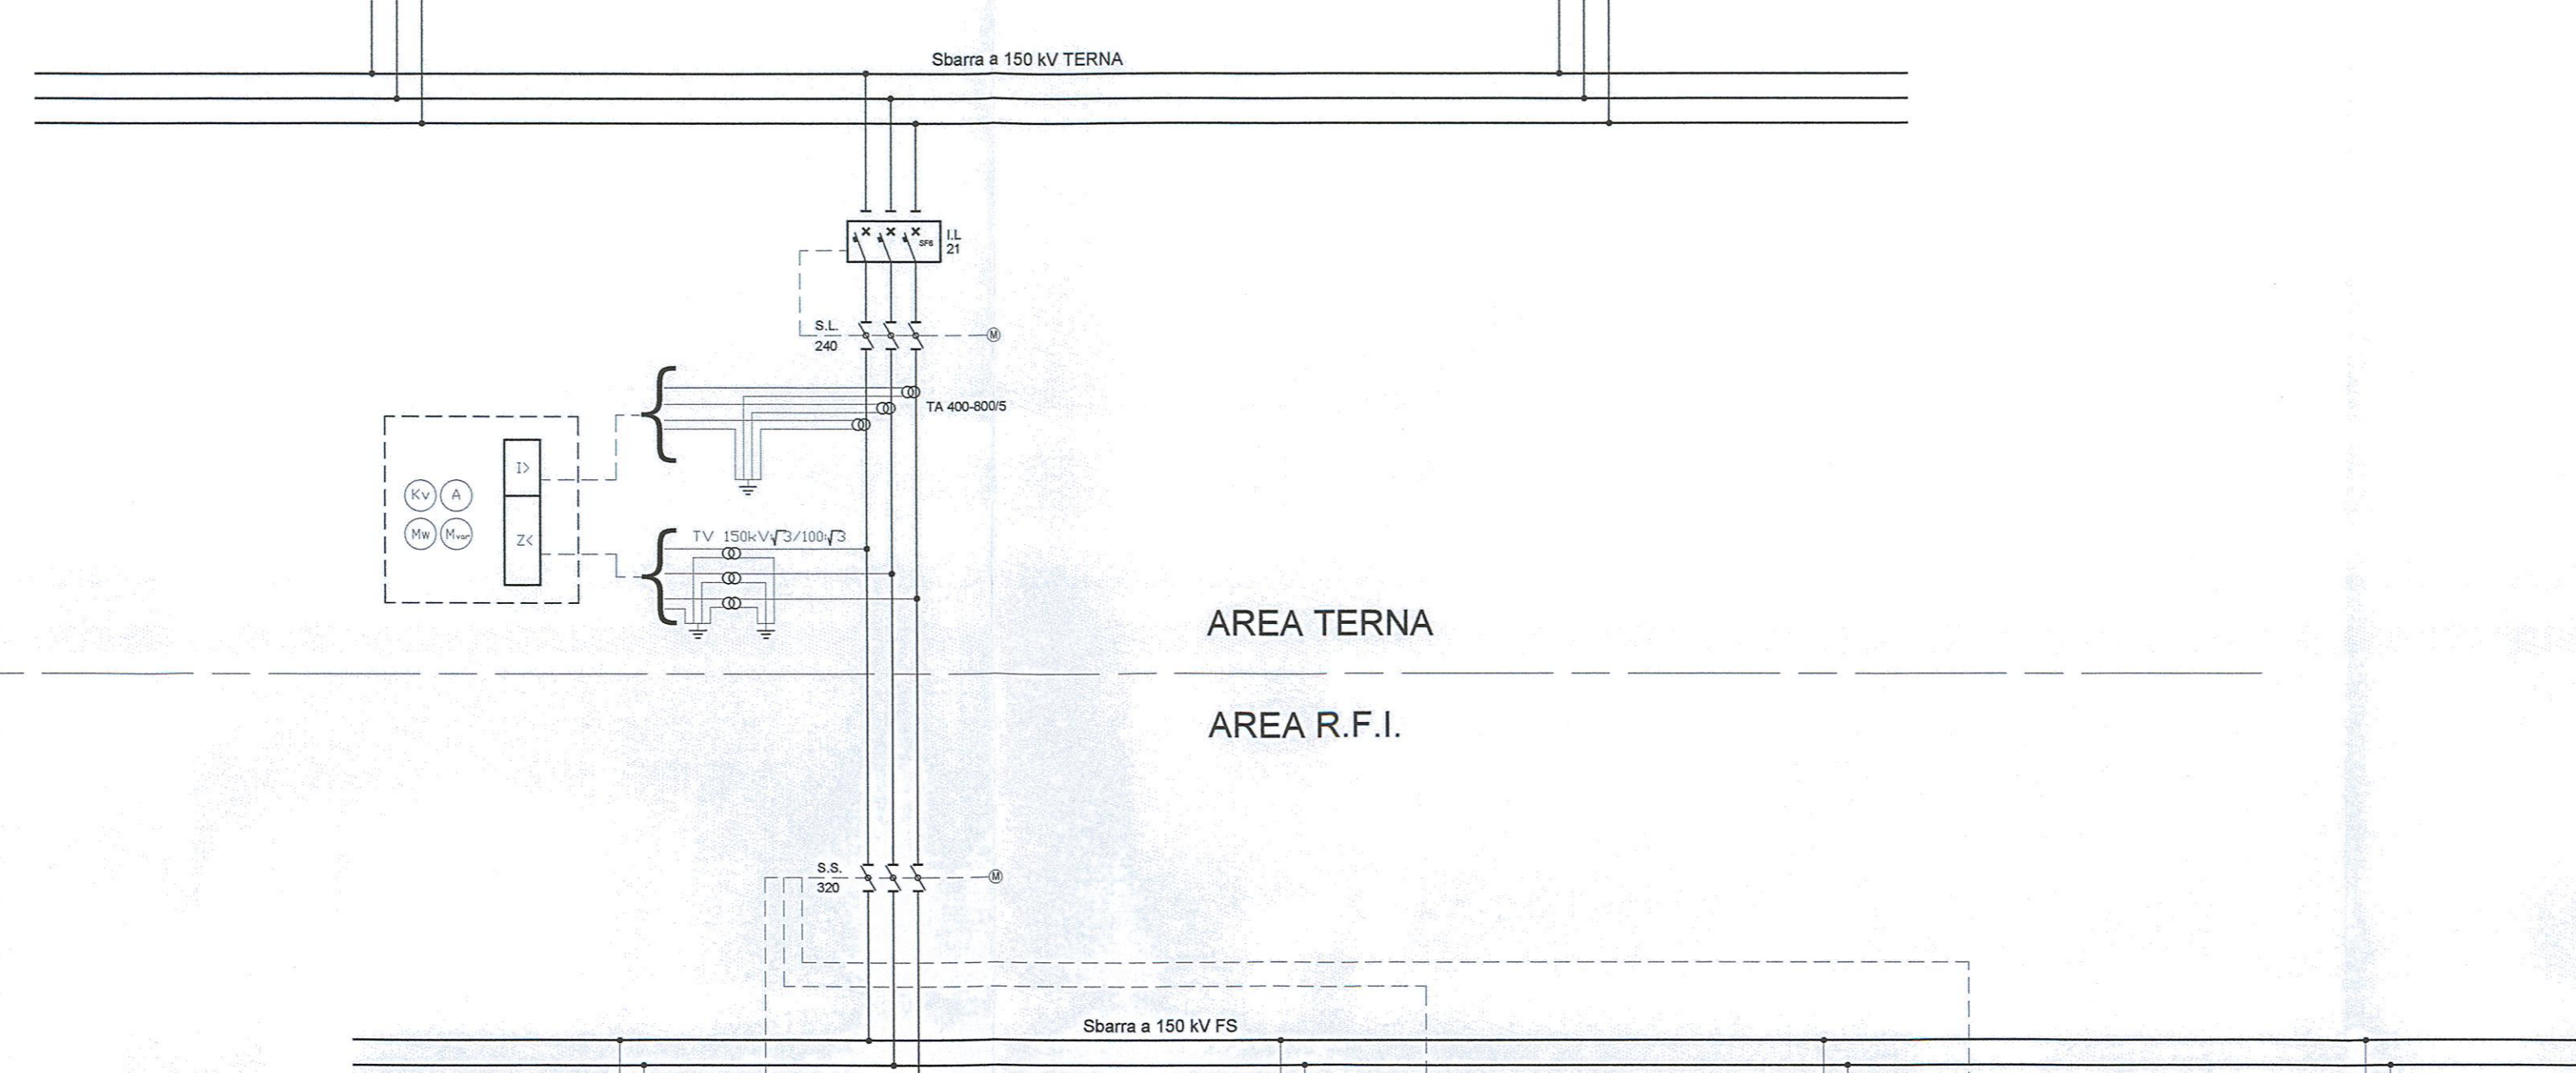 Sbarra a 150 kV TERNA
SF6
I.L
21
S.L.
240
M
TA 400-800/5
I>
Kv
A
Mw
Mvar
Z<
TV 150kV:√3/100:√3
AREA TERNA
AREA R.F.I.
S.S.
320
M
Sbarra a 150 kV FS